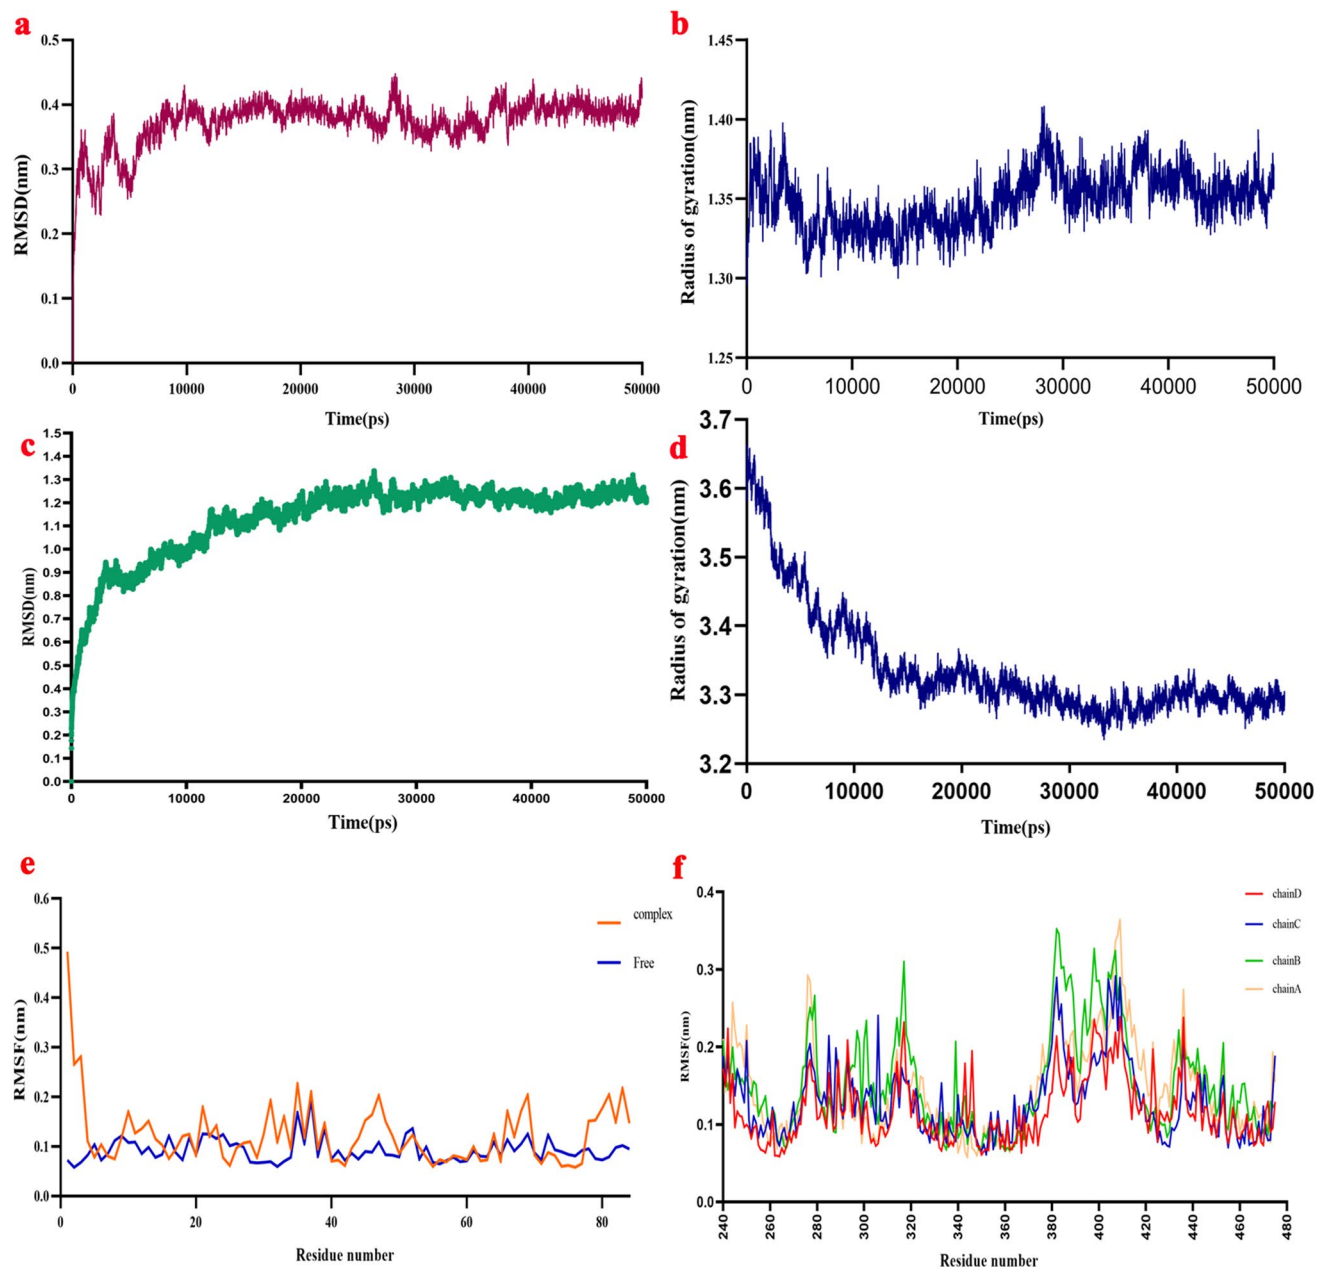 a
0.5
0.4
0.3
0.2
0.1
0.0
RMSD(nm)
0 10000 20000 30000 40000 50000
Time(ps)
b
1.45
1.40
1.35
1.30
1.25
Radius of gyration(nm)
0 10000 20000 30000 40000 50000
Time(ps)
c
1.5
1.4
1.3
1.2
1.1
1.0
0.9
0.8
0.7
0.6
0.5
0.4
0.3
0.2
0.1
0.0
RMSD(nm)
0 10000 20000 30000 40000 50000
Time(ps)
d
3.7
3.6
3.5
3.4
3.3
3.2
Radius of gyration(nm)
0 10000 20000 30000 40000 50000
Time(ps)
e
0.6
0.5
0.4
0.3
0.2
0.1
0.0
RMSF(nm)
complex
Free
0 20 40 60 80
Residue number
f
0.4
0.3
0.2
0.1
0.0
RMSF(nm)
chainD
chainC
chainB
chainA
240 260 280 300 320 340 360 380 400 420 440 460 480
Residue number